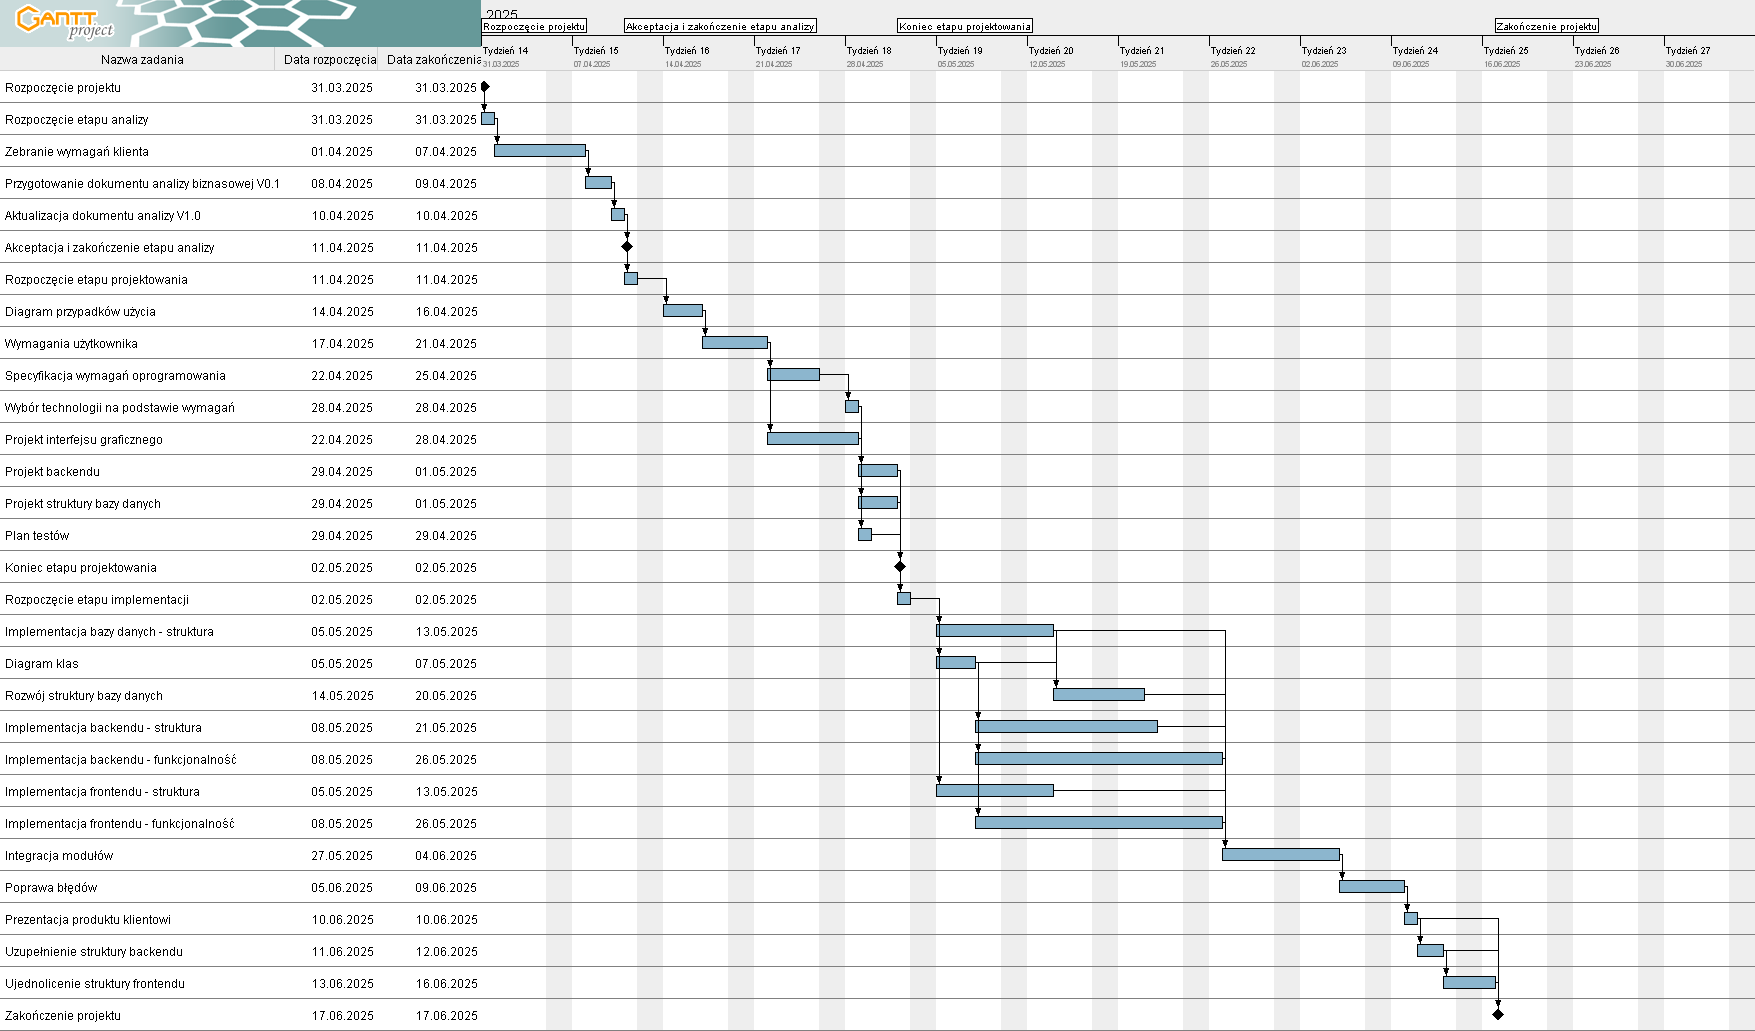 GANTT
project
2025
Rozpoczęcie projektu Akceptacja i zakończenie etapu analizy Koniec etapu projektowania Zakończenie projektu
Tydzień 14 Tydzień 15 Tydzień 16 Tydzień 17 Tydzień 18 Tydzień 19 Tydzień 20 Tydzień 21 Tydzień 22 Tydzień 23 Tydzień 24 Tydzień 25 Tydzień 26 Tydzień 27
31.03.2025 07.04.2025 14.04.2025 21.04.2025 28.04.2025 05.05.2025 12.05.2025 19.05.2025 26.05.2025 02.06.2025 09.06.2025 16.06.2025 23.06.2025 30.06.2025
Nazwa zadania Data rozpoczęcia Data zakończenia
Rozpoczęcie projektu 31.03.2025 31.03.2025
Rozpoczęcie etapu analizy 31.03.2025 31.03.2025
Zebranie wymagań klienta 01.04.2025 07.04.2025
Przygotowanie dokumentu analizy biznasowej V0.1 08.04.2025 09.04.2025
Aktualizacja dokumentu analizy V1.0 10.04.2025 10.04.2025
Akceptacja i zakończenie etapu analizy 11.04.2025 11.04.2025
Rozpoczęcie etapu projektowania 11.04.2025 11.04.2025
Diagram przypadków użycia 14.04.2025 16.04.2025
Wymagania użytkownika 17.04.2025 21.04.2025
Specyfikacja wymagań oprogramowania 22.04.2025 25.04.2025
Wybór technologii na podstawie wymagań 28.04.2025 28.04.2025
Projekt interfejsu graficznego 22.04.2025 28.04.2025
Projekt backendu 29.04.2025 01.05.2025
Projekt struktury bazy danych 29.04.2025 01.05.2025
Plan testów 29.04.2025 29.04.2025
Koniec etapu projektowania 02.05.2025 02.05.2025
Rozpoczęcie etapu implementacji 02.05.2025 02.05.2025
Implementacja bazy danych - struktura 05.05.2025 13.05.2025
Diagram klas 05.05.2025 07.05.2025
Rozwój struktury bazy danych 14.05.2025 20.05.2025
Implementacja backendu - struktura 08.05.2025 21.05.2025
Implementacja backendu - funkcjonalność 08.05.2025 26.05.2025
Implementacja frontendu - struktura 05.05.2025 13.05.2025
Implementacja frontendu - funkcjonalność 08.05.2025 26.05.2025
Integracja modułów 27.05.2025 04.06.2025
Poprawa błędów 05.06.2025 09.06.2025
Prezentacja produktu klientowi 10.06.2025 10.06.2025
Uzupełnienie struktury backendu 11.06.2025 12.06.2025
Ujednolicenie struktury frontendu 13.06.2025 16.06.2025
Zakończenie projektu 17.06.2025 17.06.2025